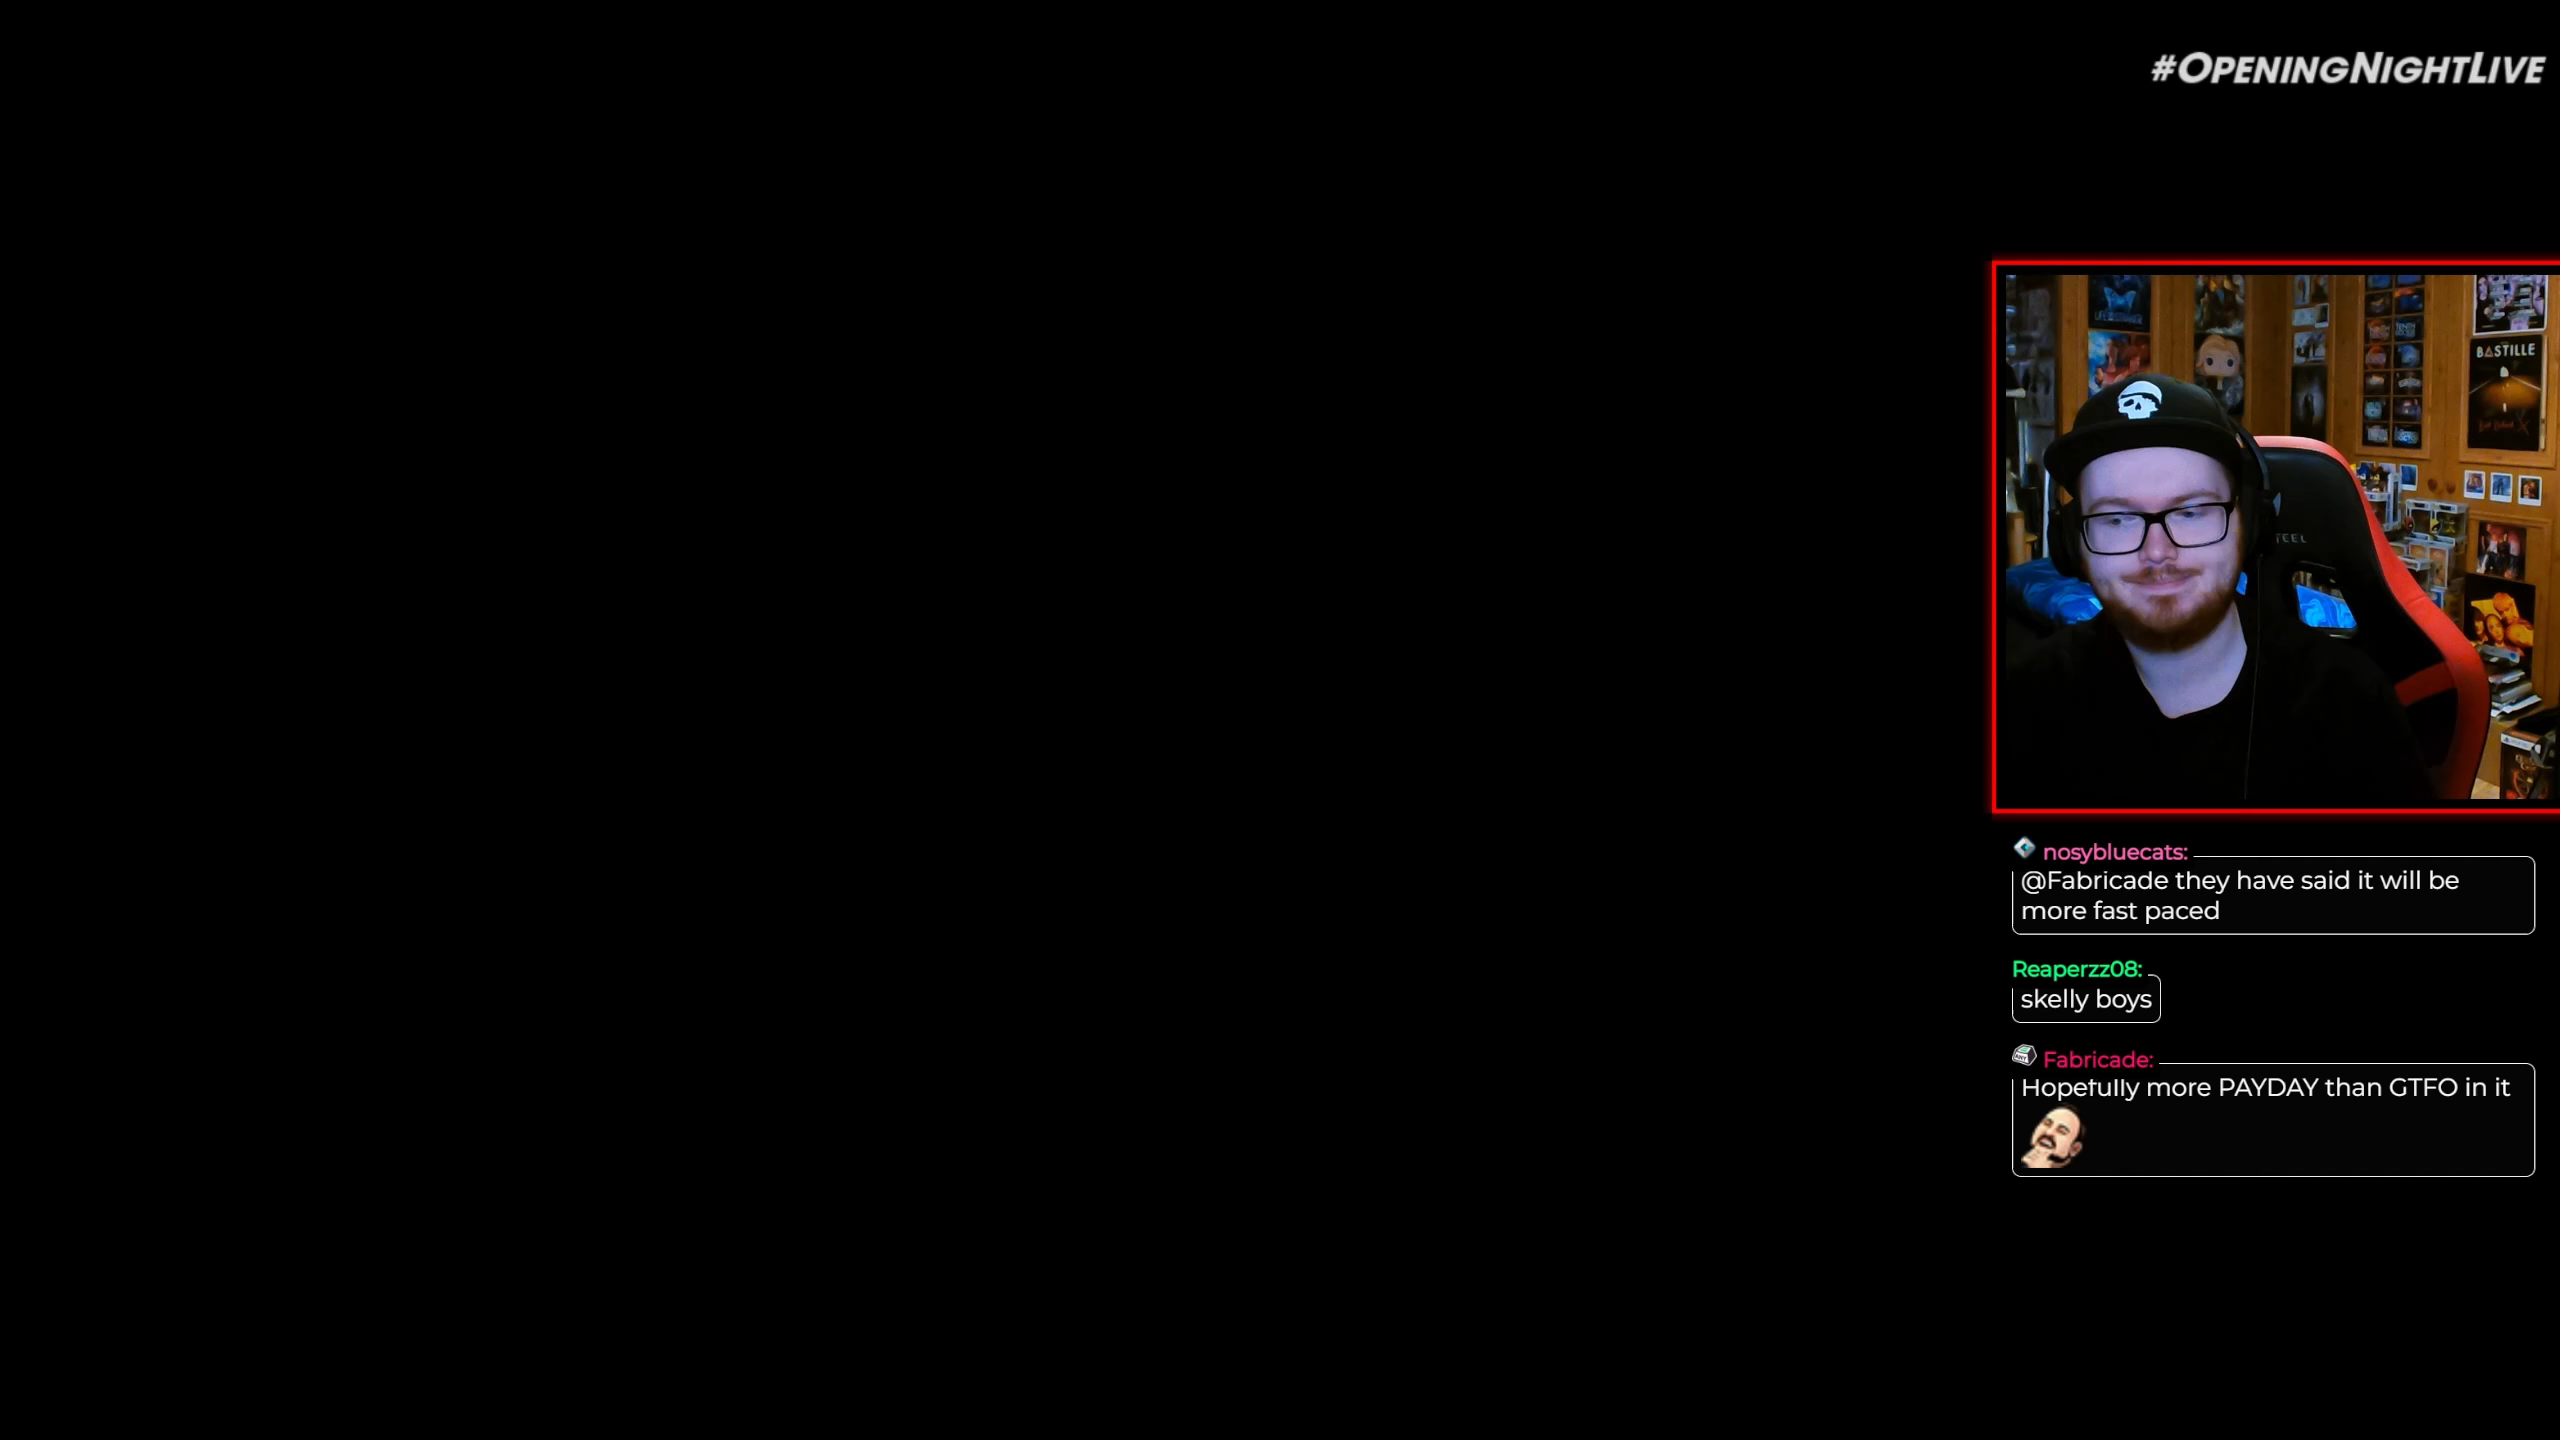 #OPENINGNIGHTLIVE
BASTILLE
TEEL
nosybluecats:
@Fabricade they have said it will be
more fast paced
Reaperzz08:
skelly boys
Fabricade:
Hopefully more PAYDAY than GTFO in it